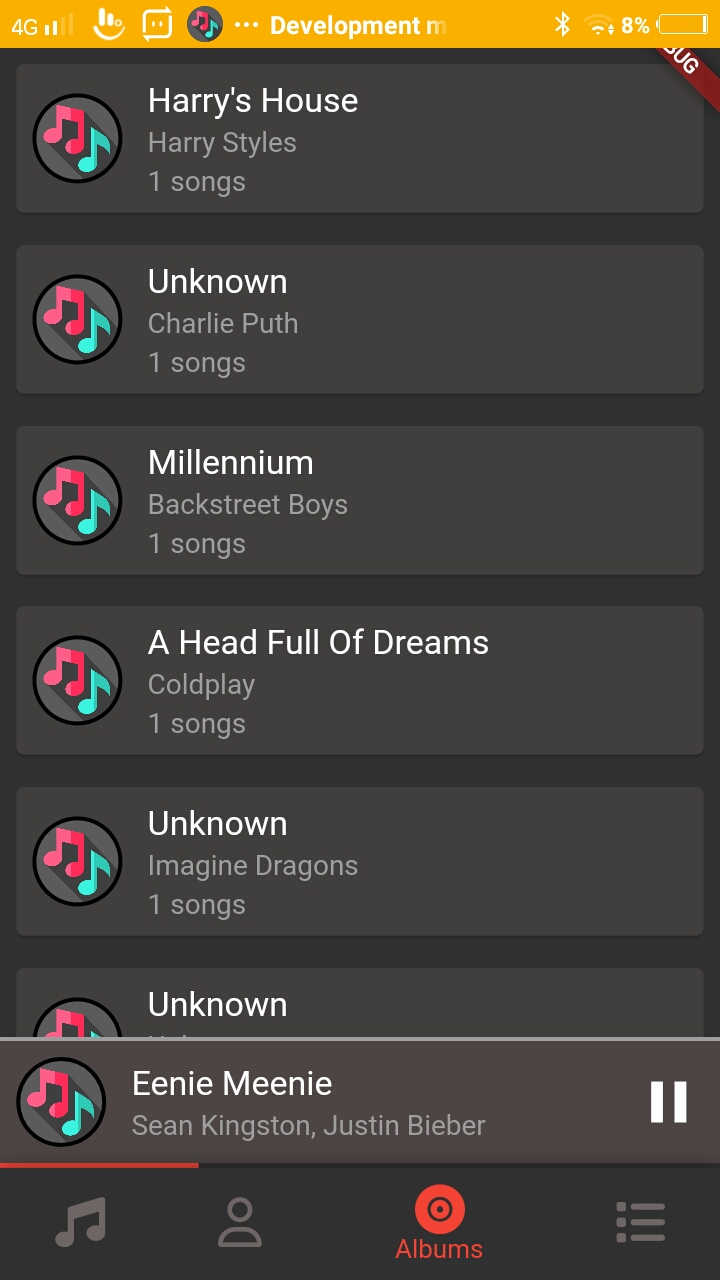 4G ... Development m 8%
BUG
Harry's House
Harry Styles
1 songs
Unknown
Charlie Puth
1 songs
Millennium
Backstreet Boys
1 songs
A Head Full Of Dreams
Coldplay
1 songs
Unknown
Imagine Dragons
1 songs
Unknown
Eenie Meenie
Sean Kingston, Justin Bieber
Albums